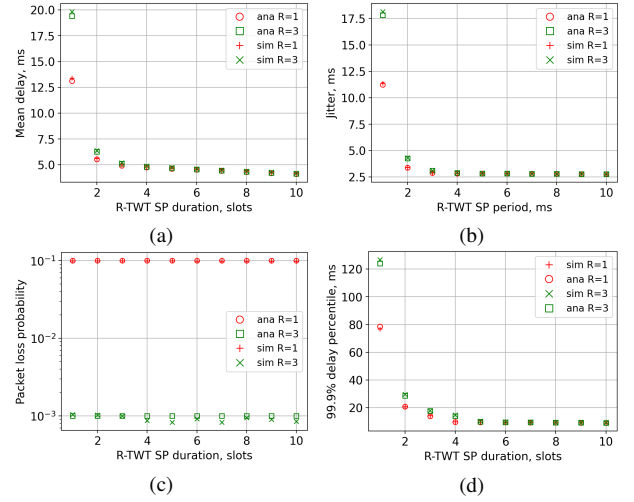 20.0
17.5
15.0
12.5
10.0
7.5
5.0
Mean delay, ms
ana R=1
ana R=3
sim R=1
sim R=3
2 4 6 8 10
R-TWT SP duration, slots
(a)
17.5
15.0
12.5
10.0
7.5
5.0
2.5
Jitter, ms
ana R=1
ana R=3
sim R=1
sim R=3
2 4 6 8 10
R-TWT SP period, ms
(b)
10⁻¹
10⁻²
10⁻³
Packet loss probability
ana R=1
ana R=3
sim R=1
sim R=3
2 4 6 8 10
R-TWT SP duration, slots
(c)
120
100
80
60
40
20
99.9% delay percentile, ms
sim R=1
ana R=1
sim R=3
ana R=3
2 4 6 8 10
R-TWT SP duration, slots
(d)